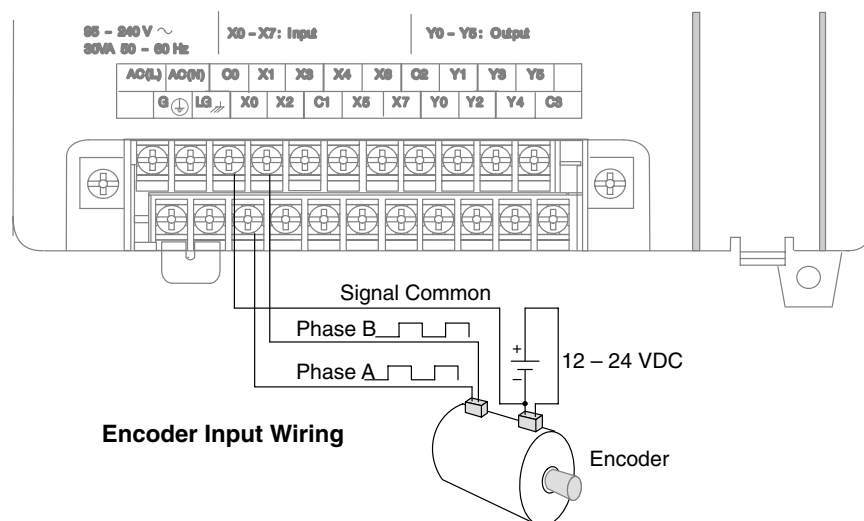 95 – 240 V ~ X0 – X7: Input Y0 – Y5: Output
30VA 50 – 60 Hz
AC(L) AC(N) C0 X1 X3 X4 X6 C2 Y1 Y3 Y5
G LG X0 X2 C1 X5 X7 Y0 Y2 Y4 C3
Signal Common
Phase B
+
12 – 24 VDC
–
Phase A
Encoder Input Wiring
Encoder